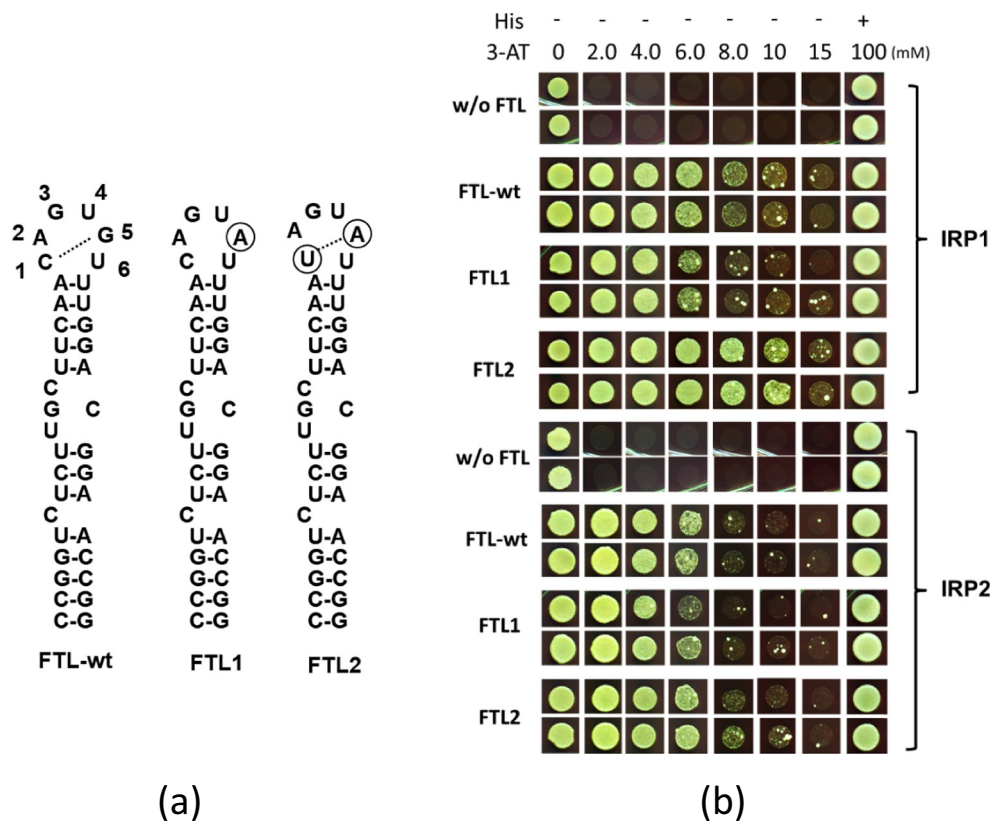 3 4
G U G U G U
2 A G 5 A A A A
1 C U 6 C U U U
A-U A-U A-U
A-U A-U A-U
C-G C-G C-G
U-G U-G U-G
U-A U-A U-A
C C C
G C G C G C
U U U
U-G U-G U-G
C-G C-G C-G
U-A U-A U-A
C C C
U-A U-A U-A
G-C G-C G-C
G-C G-C G-C
C-G C-G C-G
C-G C-G C-G
FTL-wt FTL1 FTL2
(a)
His - - - - - - - +
3-AT 0 2.0 4.0 6.0 8.0 10 15 100 (mM)
w/o FTL
FTL-wt
FTL1
FTL2
IRP1
w/o FTL
FTL-wt
FTL1
FTL2
IRP2
(b)